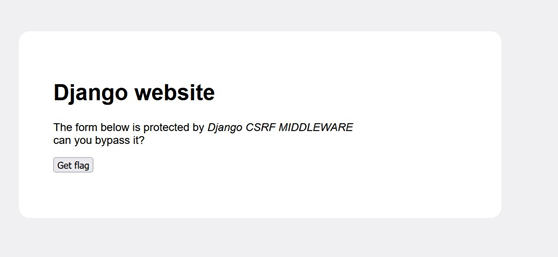 Django website
The form below is protected by Django CSRF MIDDLEWARE
can you bypass it?
Get flag